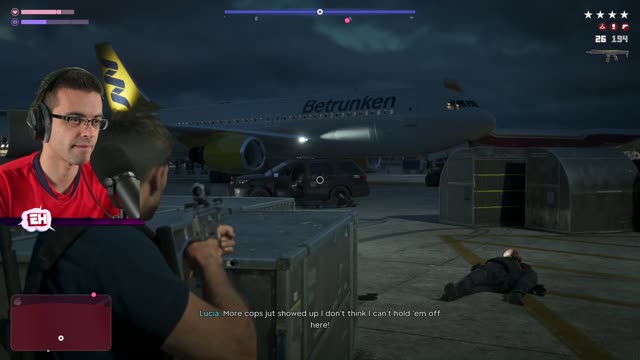 E
W
26 194
Betrunken
EH
Lucia: More cops jut showed up I don't think I can't hold 'em off
here!